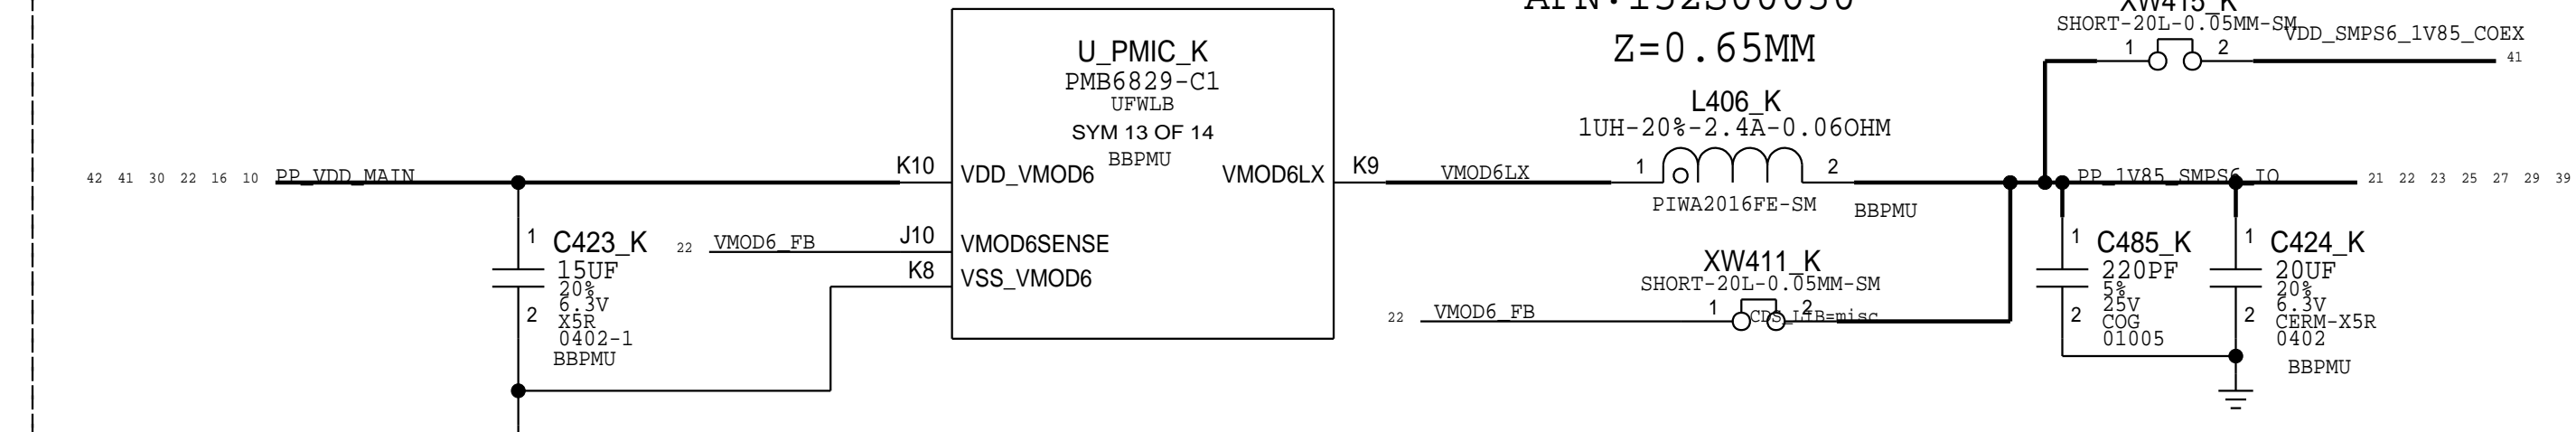 APN:152S00030
Z=0.65MM
XW415_K
SHORT-20L-0.05MM-SM
1 2
VDD_SMPS6_1V85_COEX
41
U_PMIC_K
PMB6829-C1
UFWLB
SYM 13 OF 14
BBPMU
42 41 30 22 16 10 PP_VDD_MAIN
K10 VDD_VMOD6
VMOD6LX K9
VMOD6LX
L406_K
1UH-20%-2.4A-0.06OHM
1 2
PIWA2016FE-SM
BBPMU
PP_1V85_SMPS6_IO
21 22 23 25 27 29 39
22 VMOD6_FB J10 VMOD6SENSE
K8 VSS_VMOD6
1 C423_K
15UF
20%
6.3V
2 X5R
0402-1
BBPMU
XW411_K
SHORT-20L-0.05MM-SM
22 VMOD6_FB 1 2
CDS_LIB=misc
1 C485_K
220PF
5%
25V
2 COG
01005
1 C424_K
20UF
20%
6.3V
2 CERM-X5R
0402
BBPMU